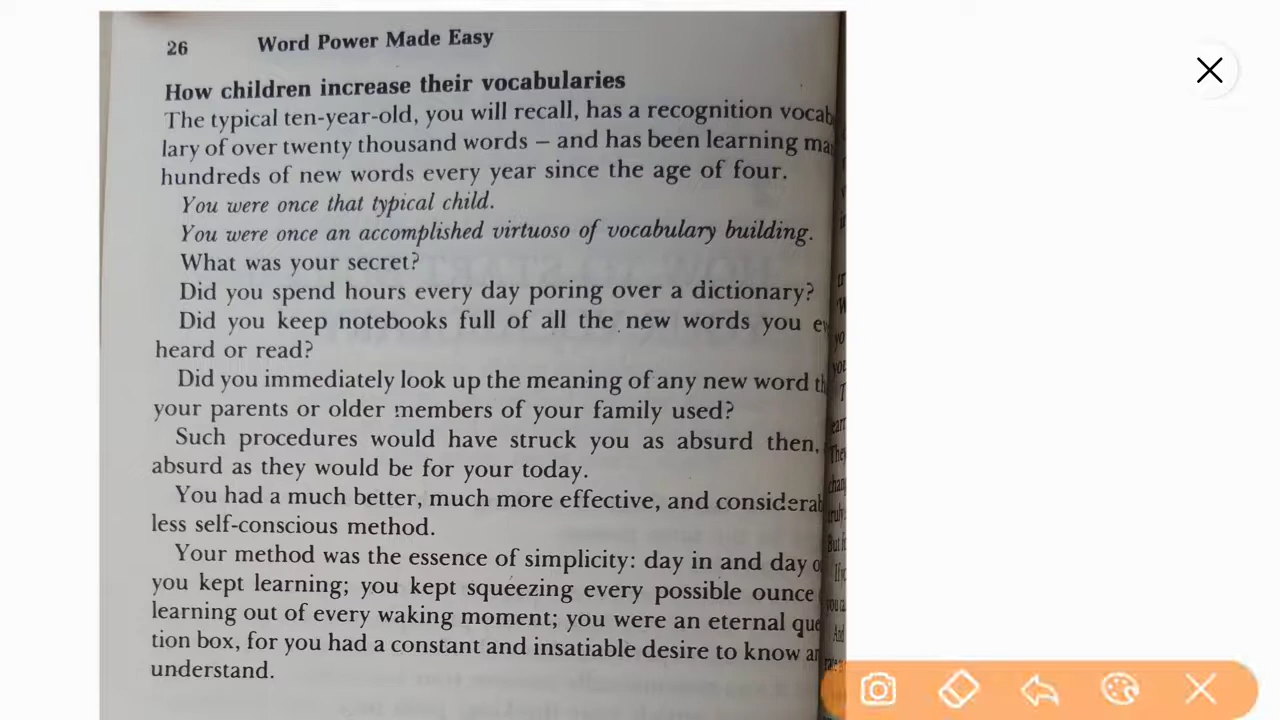 26 Word Power Made Easy
How children increase their vocabularies
The typical ten-year-old, you will recall, has a recognition vocab
lary of over twenty thousand words – and has been learning ma
hundreds of new words every year since the age of four.
You were once that typical child.
You were once an accomplished virtuoso of vocabulary building.
What was your secret?
Did you spend hours every day poring over a dictionary?
Did you keep notebooks full of all the new words you ev
heard or read?
Did you immediately look up the meaning of any new word th
your parents or older members of your family used?
Such procedures would have struck you as absurd then,
absurd as they would be for your today.
You had a much better, much more effective, and considerab
less self-conscious method.
Your method was the essence of simplicity: day in and day o
you kept learning; you kept squeezing every possible ounce
learning out of every waking moment; you were an eternal que
tion box, for you had a constant and insatiable desire to know an
understand.